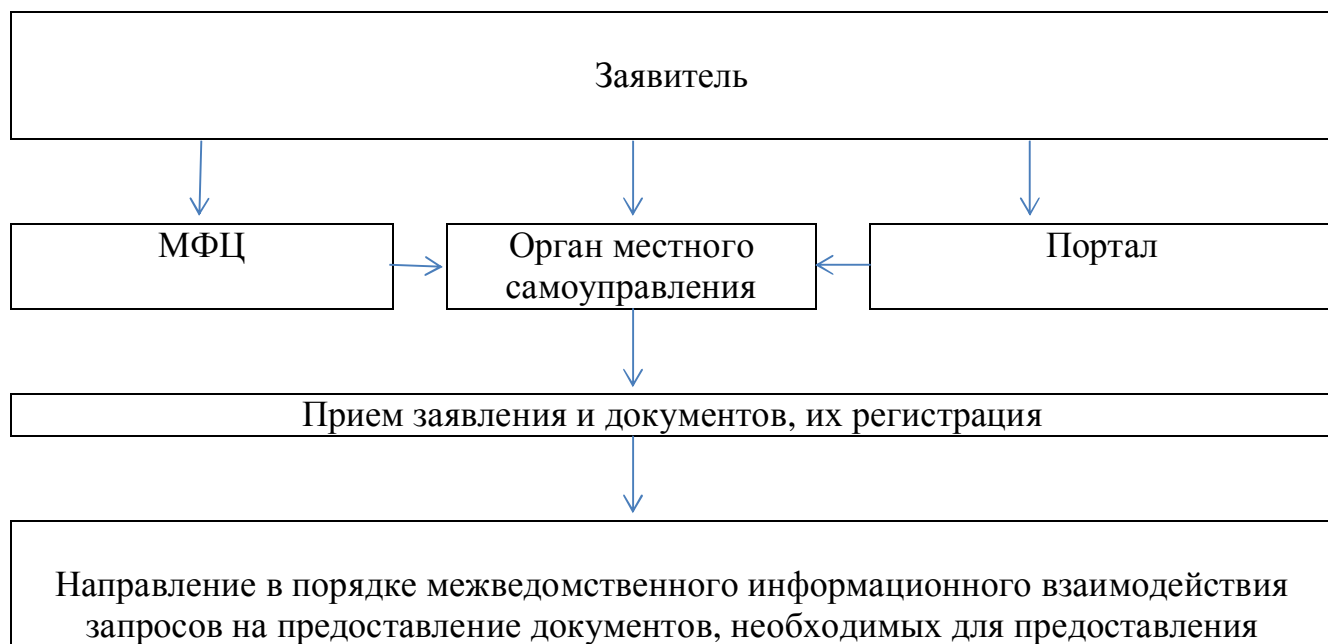 Заявитель
МФЦ
Орган местного
самоуправления
Портал
Прием заявления и документов, их регистрация
Направление в порядке межведомственного информационного взаимодействия
запросов на предоставление документов, необходимых для предоставления